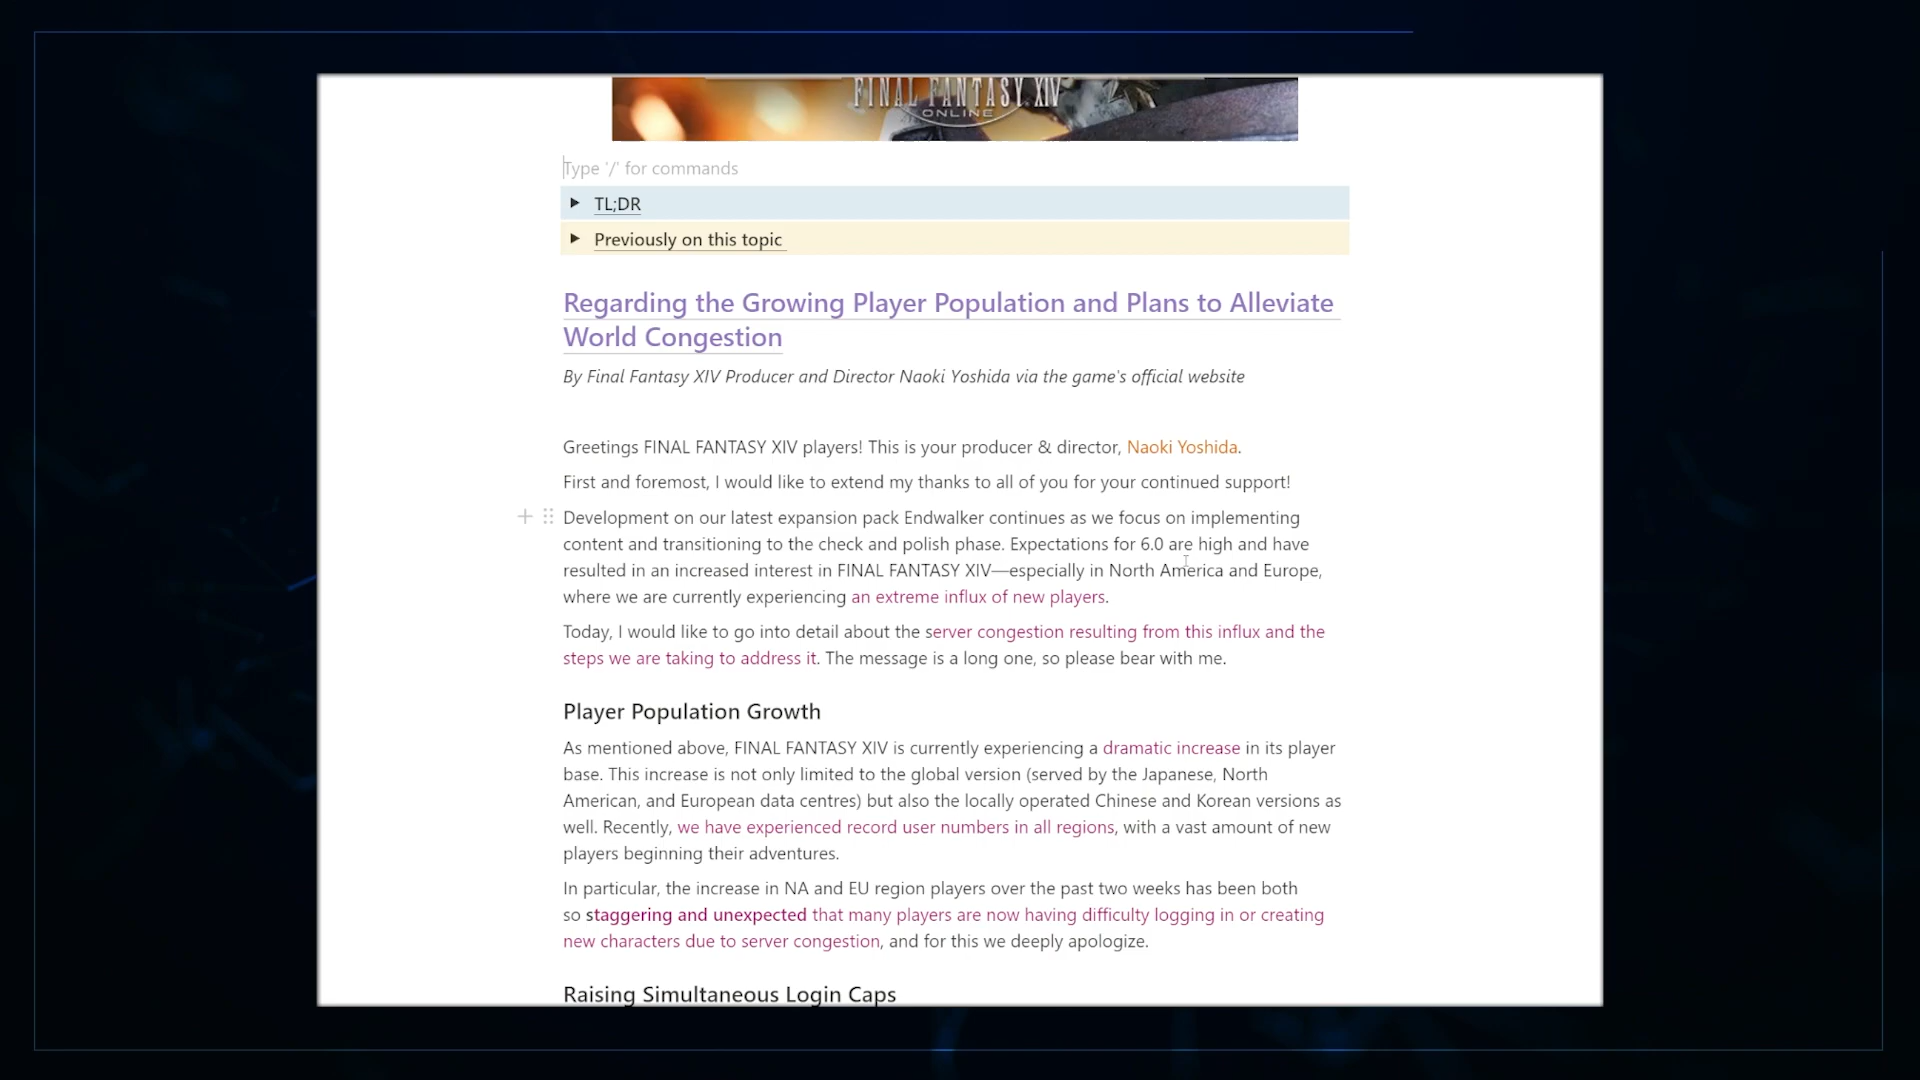 FINAL FANTASY XIV
ONLINE
Type '/' for commands
TL;DR
Previously on this topic
Regarding the Growing Player Population and Plans to Alleviate
World Congestion
By Final Fantasy XIV Producer and Director Naoki Yoshida via the game's official website
Greetings FINAL FANTASY XIV players! This is your producer & director, Naoki Yoshida.
First and foremost, I would like to extend my thanks to all of you for your continued support!
Development on our latest expansion pack Endwalker continues as we focus on implementing
content and transitioning to the check and polish phase. Expectations for 6.0 are high and have
resulted in an increased interest in FINAL FANTASY XIV—especially in North America and Europe,
where we are currently experiencing an extreme influx of new players.
Today, I would like to go into detail about the server congestion resulting from this influx and the
steps we are taking to address it. The message is a long one, so please bear with me.
Player Population Growth
As mentioned above, FINAL FANTASY XIV is currently experiencing a dramatic increase in its player
base. This increase is not only limited to the global version (served by the Japanese, North
American, and European data centres) but also the locally operated Chinese and Korean versions as
well. Recently, we have experienced record user numbers in all regions, with a vast amount of new
players beginning their adventures.
In particular, the increase in NA and EU region players over the past two weeks has been both
so staggering and unexpected that many players are now having difficulty logging in or creating
new characters due to server congestion, and for this we deeply apologize.
Raising Simultaneous Login Caps